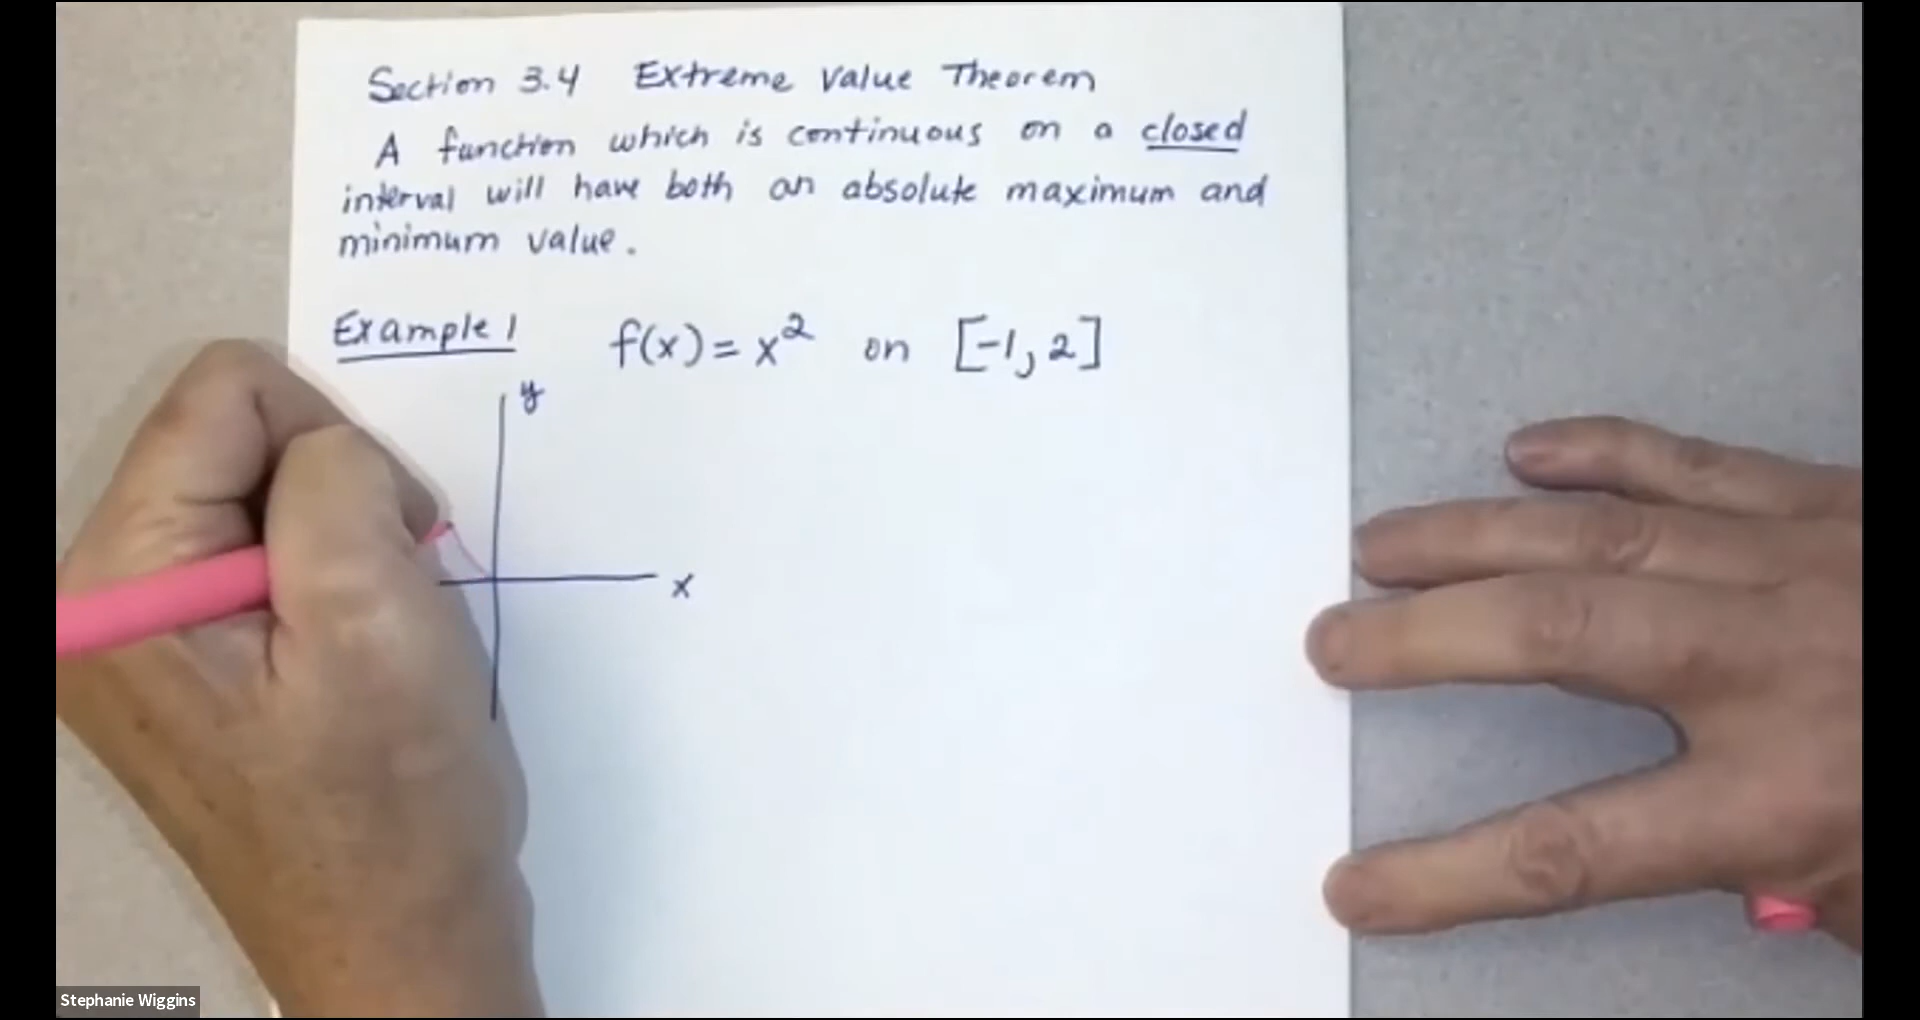 Section 3.4 Extreme Value Theorem
A function which is continuous on a closed
interval will have both an absolute maximum and
minimum value.
Example 1 f(x) = x² on [-1, 2]
y
x
Stephanie Wiggins